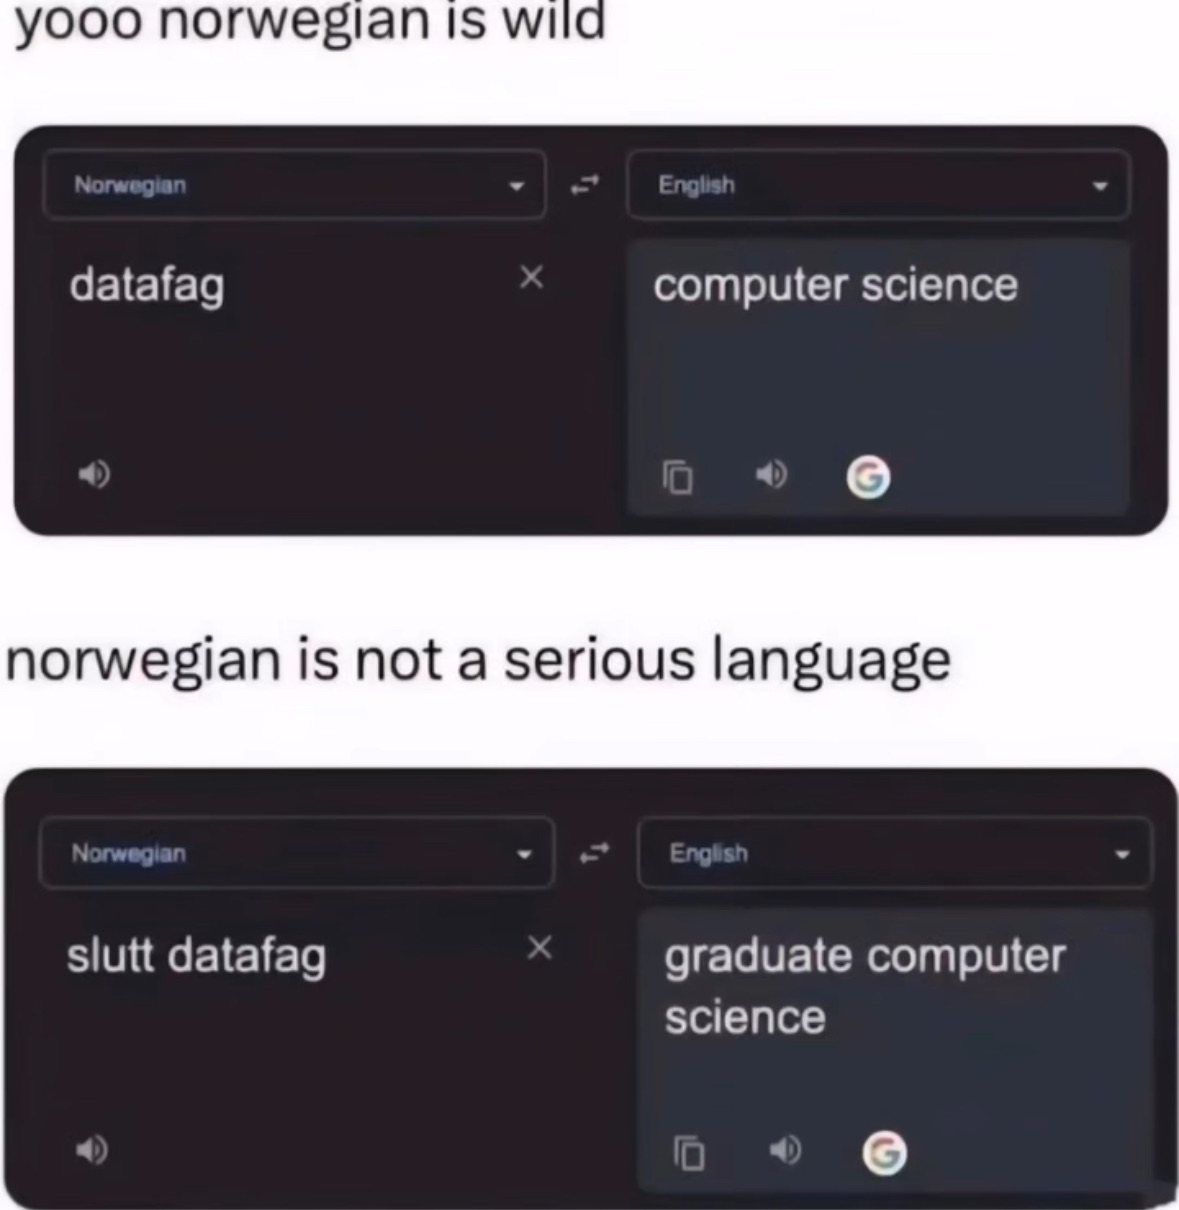 yooo norwegian is wild
Norwegian
English
datafag
computer science
norwegian is not a serious language
Norwegian
English
slutt datafag
graduate computer
science